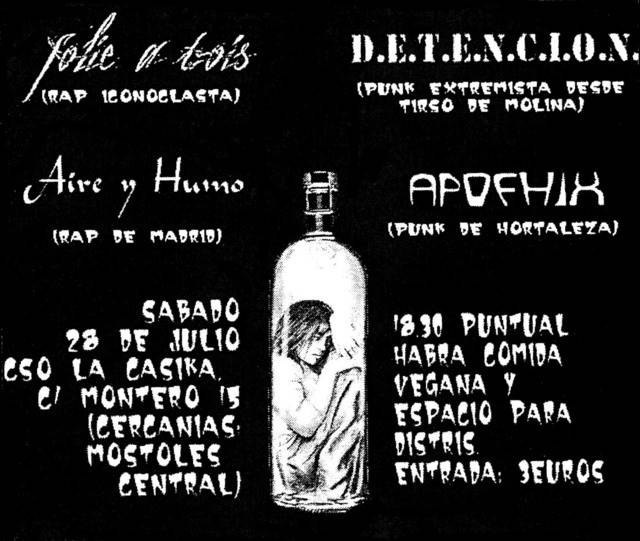 Folie a trois
(RAP ICONOCLASTA)
D.E.T.E.N.C.I.O.N.
(PUNK EXTREMISTA DESDE
TIRSO DE MOLINA)
Aire y Humo
(RAP DE MADRID)
APOFHIX
(PUNK DE HORTALEZA)
SABADO
28 DE JULIO
CSO LA CASIKA,
C/ MONTERO 15
(CERCANIAS:
MOSTOLES
CENTRAL)
18.30 PUNTUAL
HABRA COMIDA
VEGANA Y
ESPACIO PARA
DISTRIS.
ENTRADA: 3EUROS